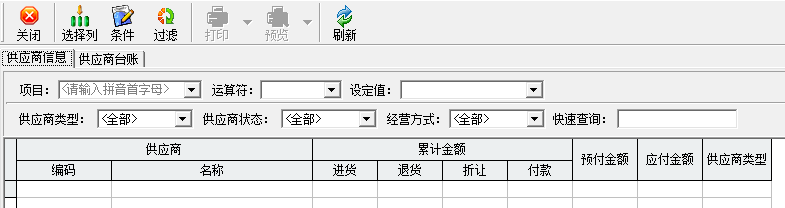 关闭 选择列 条件 过滤 打印 预览 刷新
供应商信息 供应商台账
项目: <请输入拼音首字母> 运算符: 设定值:
供应商类型: <全部> 供应商状态: <全部> 经营方式: <全部> 快速查询:
供应商 累计金额 预付金额 应付金额 供应商类型
编码 名称 进货 退货 折让 付款